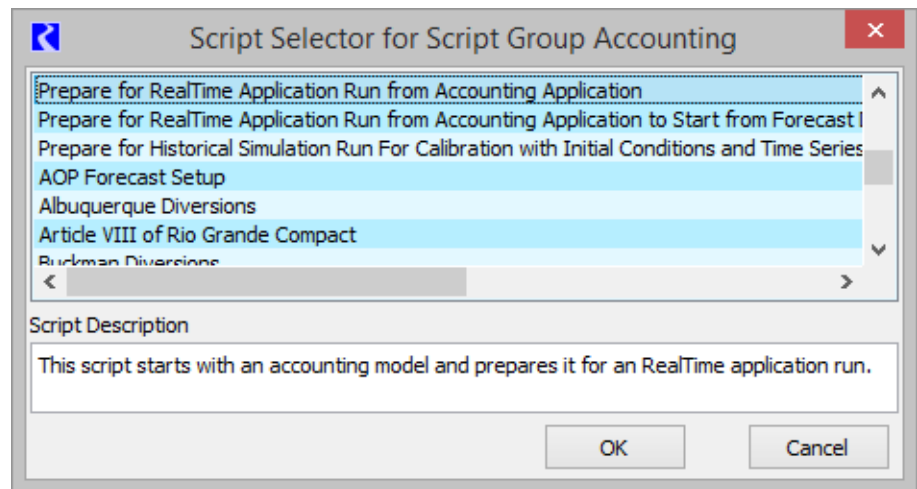 Script Selector for Script Group Accounting
Prepare for RealTime Application Run from Accounting Application
Prepare for RealTime Application Run from Accounting Application to Start from Forecast
Prepare for Historical Simulation Run For Calibration with Initial Conditions and Time Series
AOP Forecast Setup
Albuquerque Diversions
Article VIII of Rio Grande Compact
Buckman Diversions
Script Description
This script starts with an accounting model and prepares it for an RealTime application run.
OK Cancel